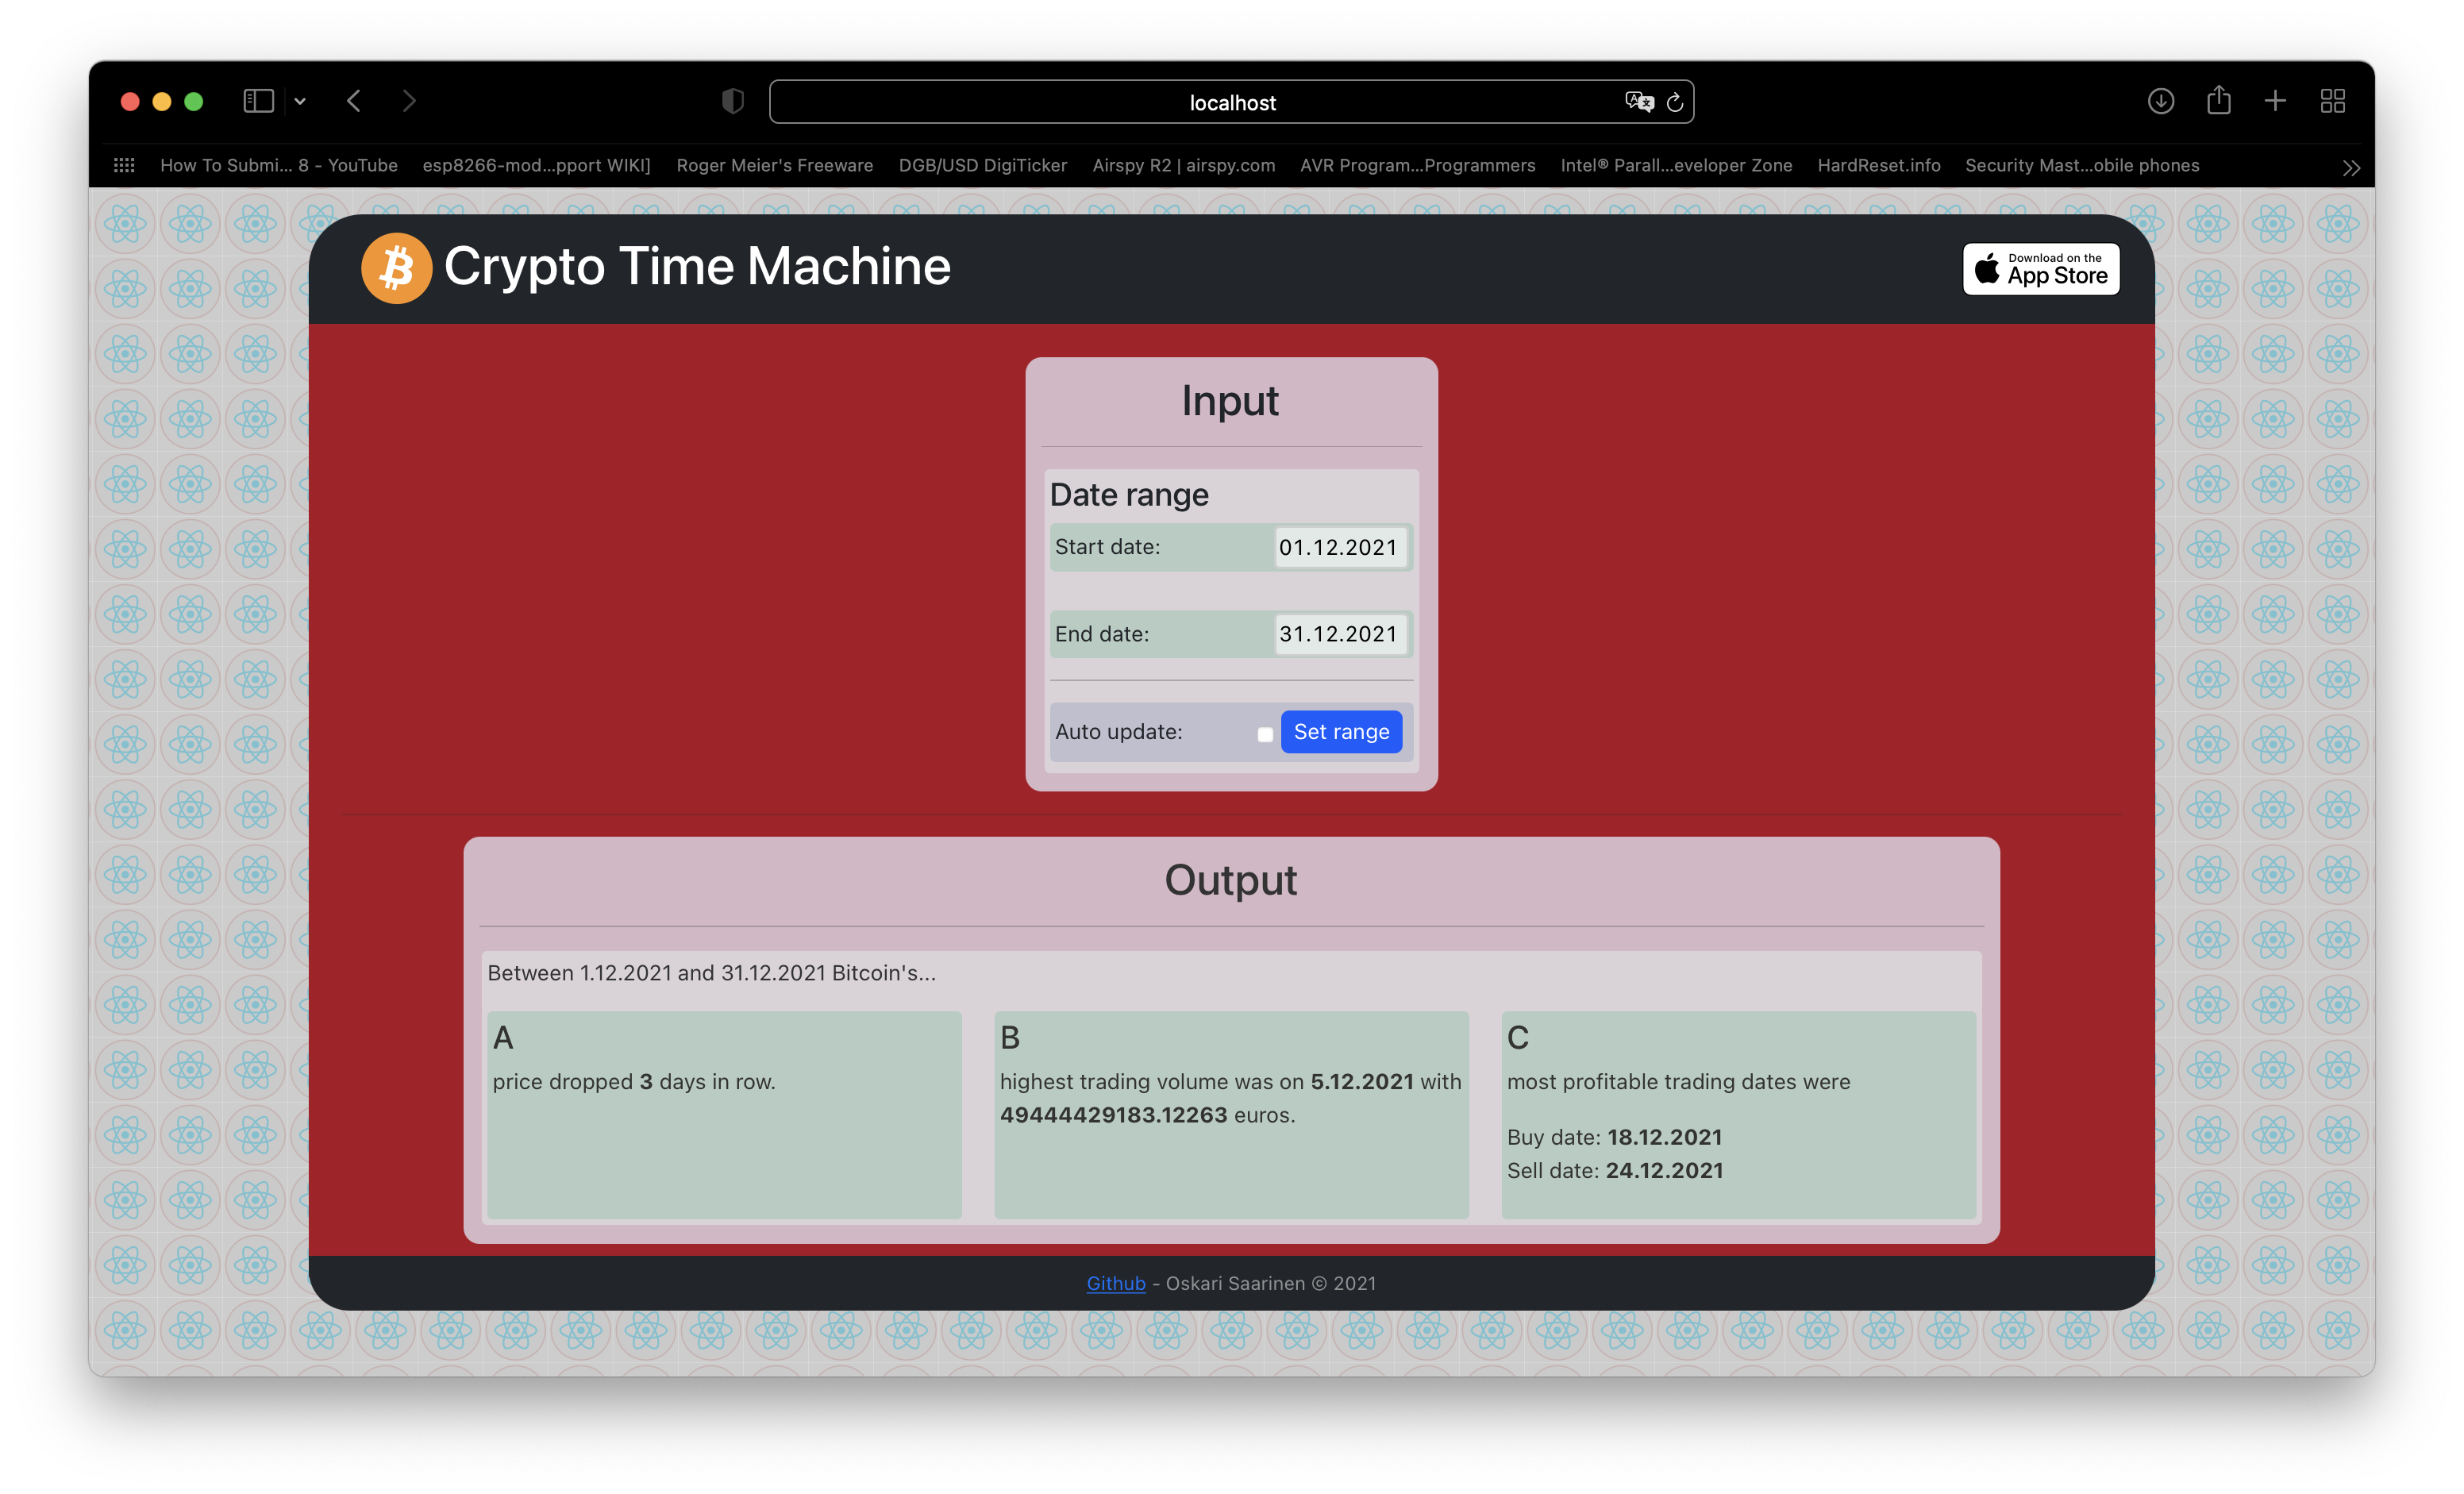 localhost
How To Submi... 8 - YouTube esp8266-mod...pport WIKI] Roger Meier's Freeware DGB/USD DigiTicker Airspy R2 | airspy.com AVR Program...Programmers Intel® Parall...eveloper Zone HardReset.info Security Mast...obile phones
Crypto Time Machine
Download on the
App Store
Input
Date range
Start date: 01.12.2021
End date: 31.12.2021
Auto update: Set range
Output
Between 1.12.2021 and 31.12.2021 Bitcoin's...
A
price dropped 3 days in row.
B
highest trading volume was on 5.12.2021 with
49444429183.12263 euros.
C
most profitable trading dates were
Buy date: 18.12.2021
Sell date: 24.12.2021
Github - Oskari Saarinen © 2021